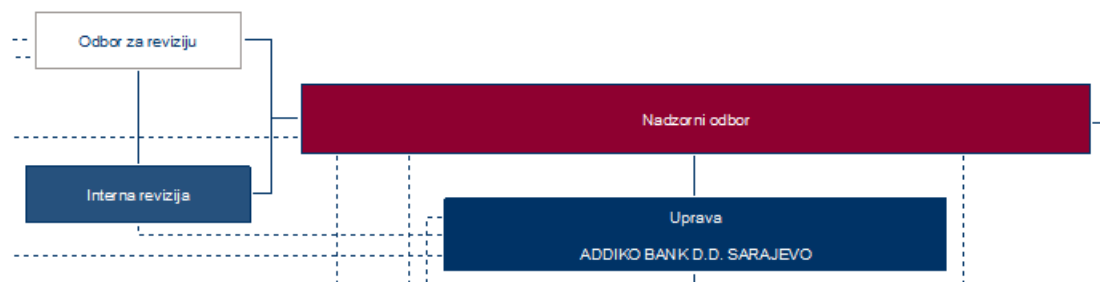 Odbor za reviziju
Nadzorni odbor
Interna revizija
Uprava
ADDIKO BANK D.D. SARAJEVO